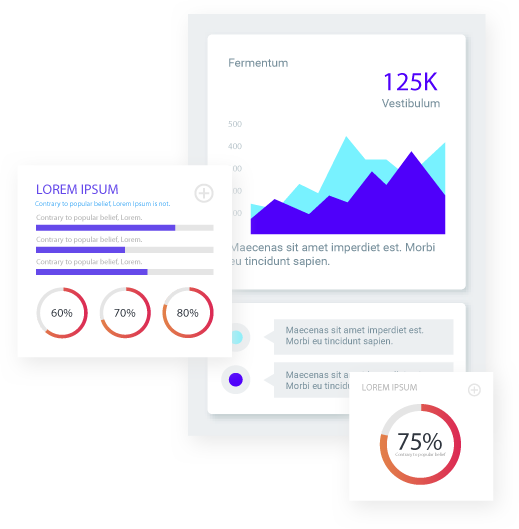 Fermentum
125K
Vestibulum
500
400
300
200
100
Maecenas sit amet imperdiet est. Morbi
eu tincidunt sapien.
LOREM IPSUM
Contrary to popular belief, Lorem Ipsum is not.
Contrary to popular belief, Lorem.
Contrary to popular belief, Lorem.
Contrary to popular belief, Lorem.
60%
70%
80%
Maecenas sit amet imperdiet est.
Morbi eu tincidunt sapien.
Maecenas sit a
Morbi eu tincidu
LOREM IPSUM
75%
Contrary to popular belief